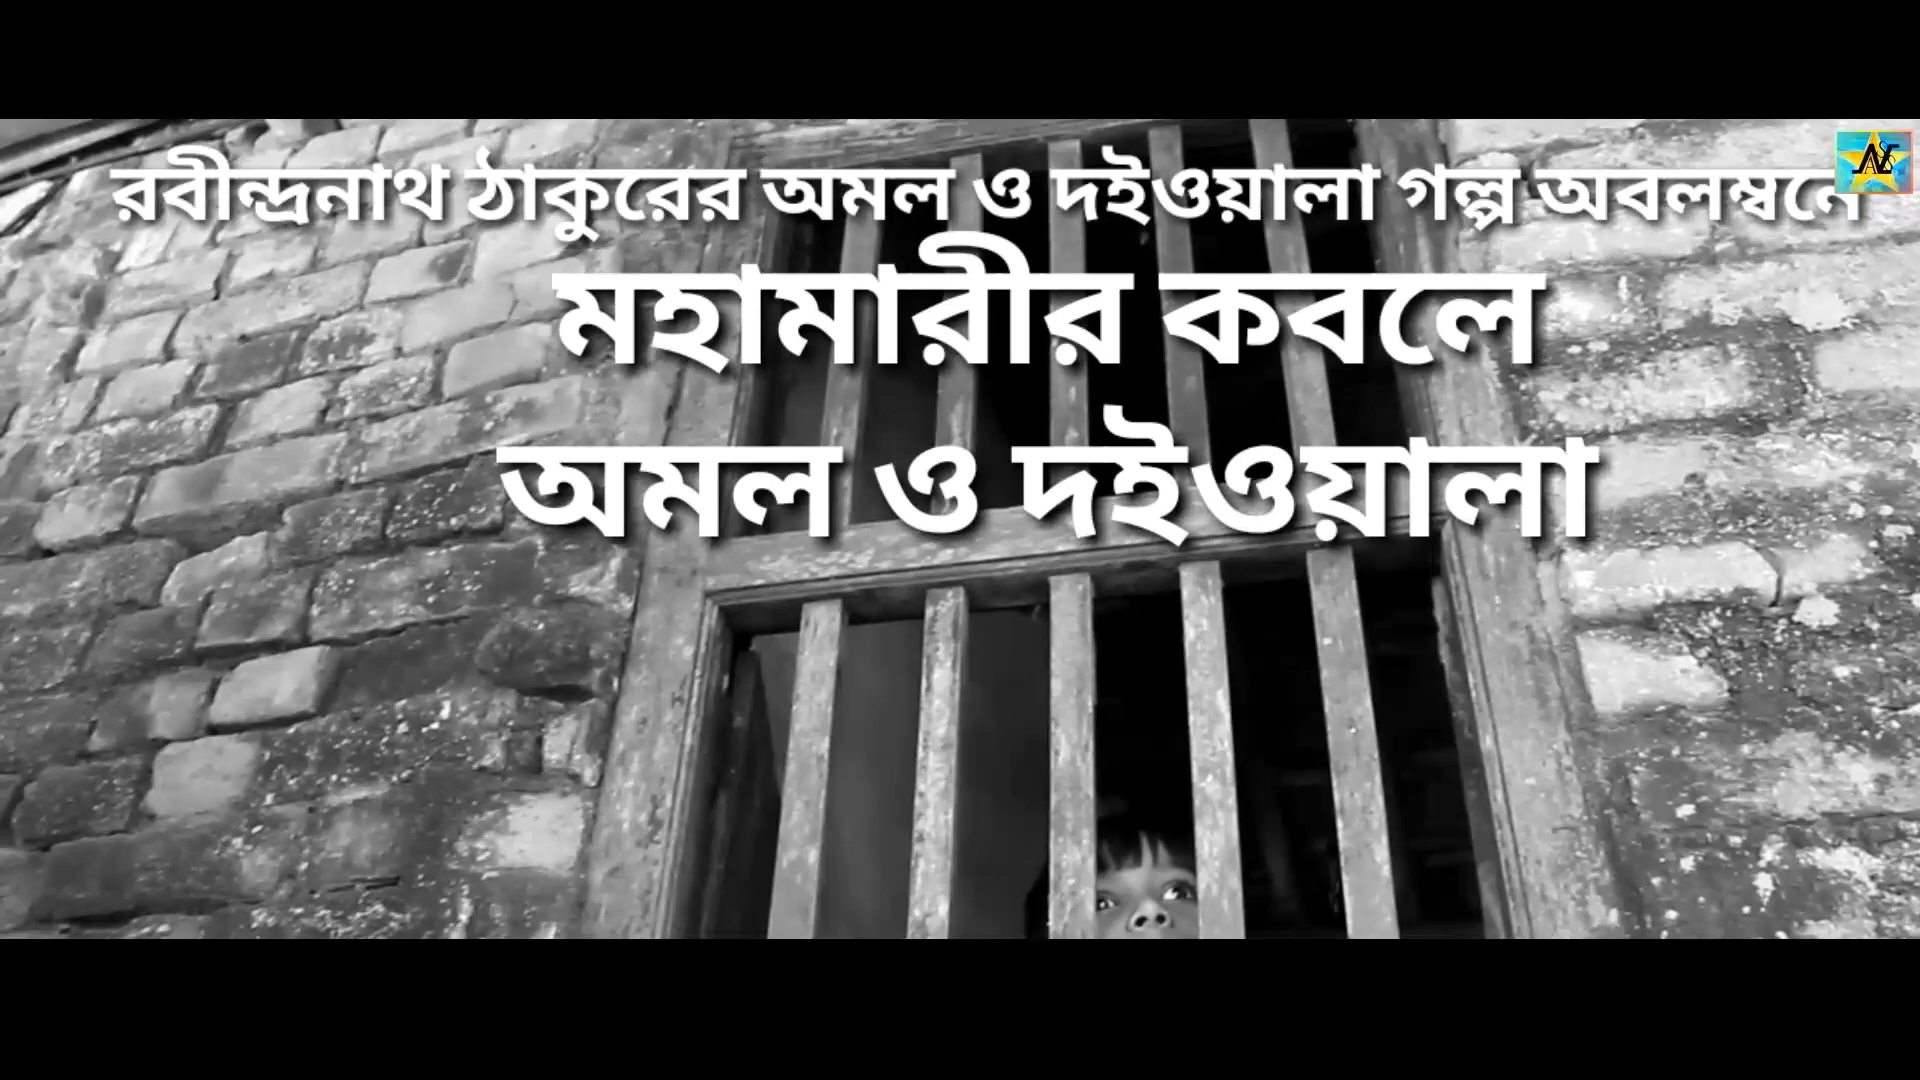 রবীন্দ্রনাথ ঠাকুরের অমল ও দইওয়ালা গল্প অবলম্বনে
মহামারীর কবলে
অমল ও দইওয়ালা